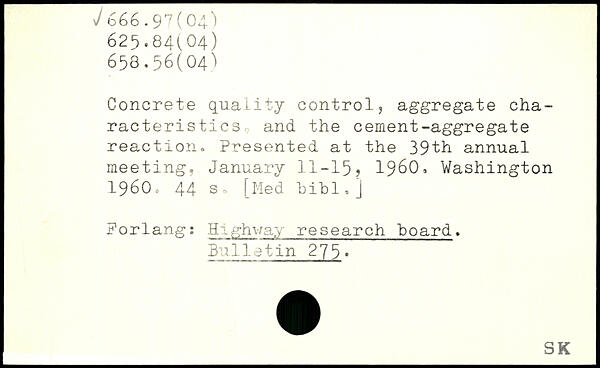 √666.97(04)
625.84(04)
658.56(04)
Concrete quality control, aggregate cha-
racteristics, and the cement-aggregate
reaction. Presented at the 39th annual
meeting, January 11-15, 1960. Washington
1960. 44 s. [Med bibl.]
Forlang: Highway research board.
Bulletin 275.
SK